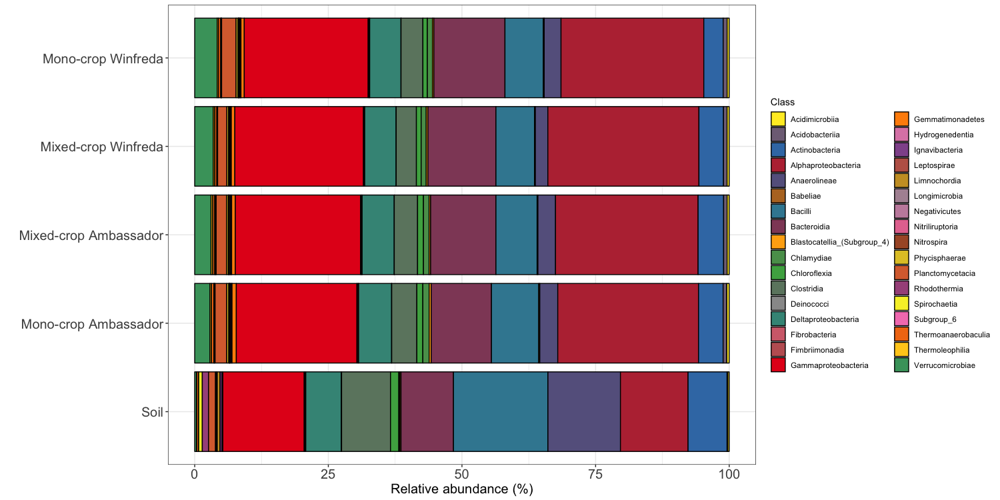 Mono-crop Winfreda
Mixed-crop Winfreda
Mixed-crop Ambassador
Mono-crop Ambassador
Soil
0
25
50
75
100
Relative abundance (%)
Class
Acidimicrobiia
Acidobacteriia
Actinobacteria
Alphaproteobacteria
Anaerolineae
Babeliae
Bacilli
Bacteroidia
Blastocatellia_(Subgroup_4)
Chlamydiae
Chloroflexia
Clostridia
Deinococci
Deltaproteobacteria
Fibrobacteria
Fimbriimonadia
Gammaproteobacteria
Gemmatimonadetes
Hydrogenedentia
Ignavibacteria
Leptospirae
Limnochordia
Longimicrobia
Negativicutes
Nitriliruptoria
Nitrospira
Phycisphaerae
Planctomycetacia
Rhodothermia
Spirochaetia
Subgroup_6
Thermoanaerobaculia
Thermoleophilia
Verrucomicrobiae